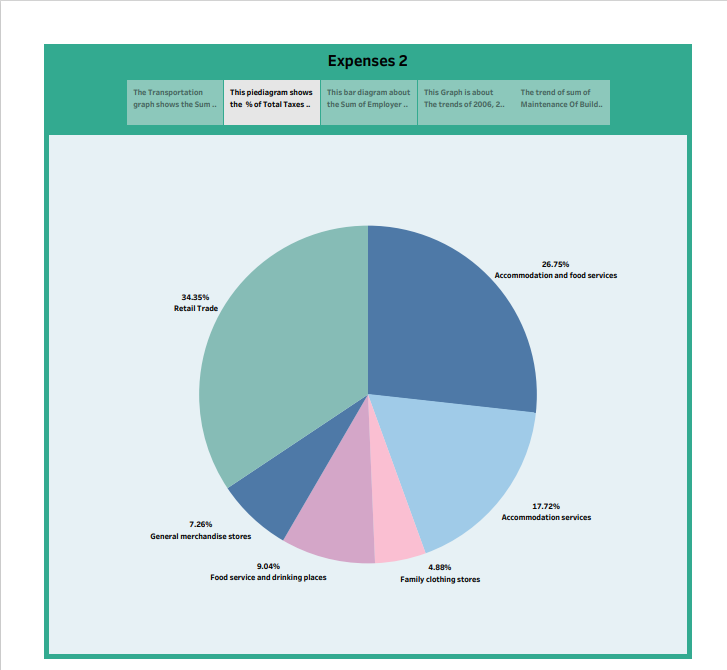 Expenses 2
The Transportation
graph shows the Sum ..
This piediagram shows
the % of Total Taxes ..
This bar diagram about
the Sum of Employer ..
This Graph is about
The trends of 2006, 2..
The trend of sum of
Maintenance Of Build..
26.75%
Accommodation and food services
34.35%
Retail Trade
17.72%
Accommodation services
7.26%
General merchandise stores
9.04%
Food service and drinking places
4.88%
Family clothing stores